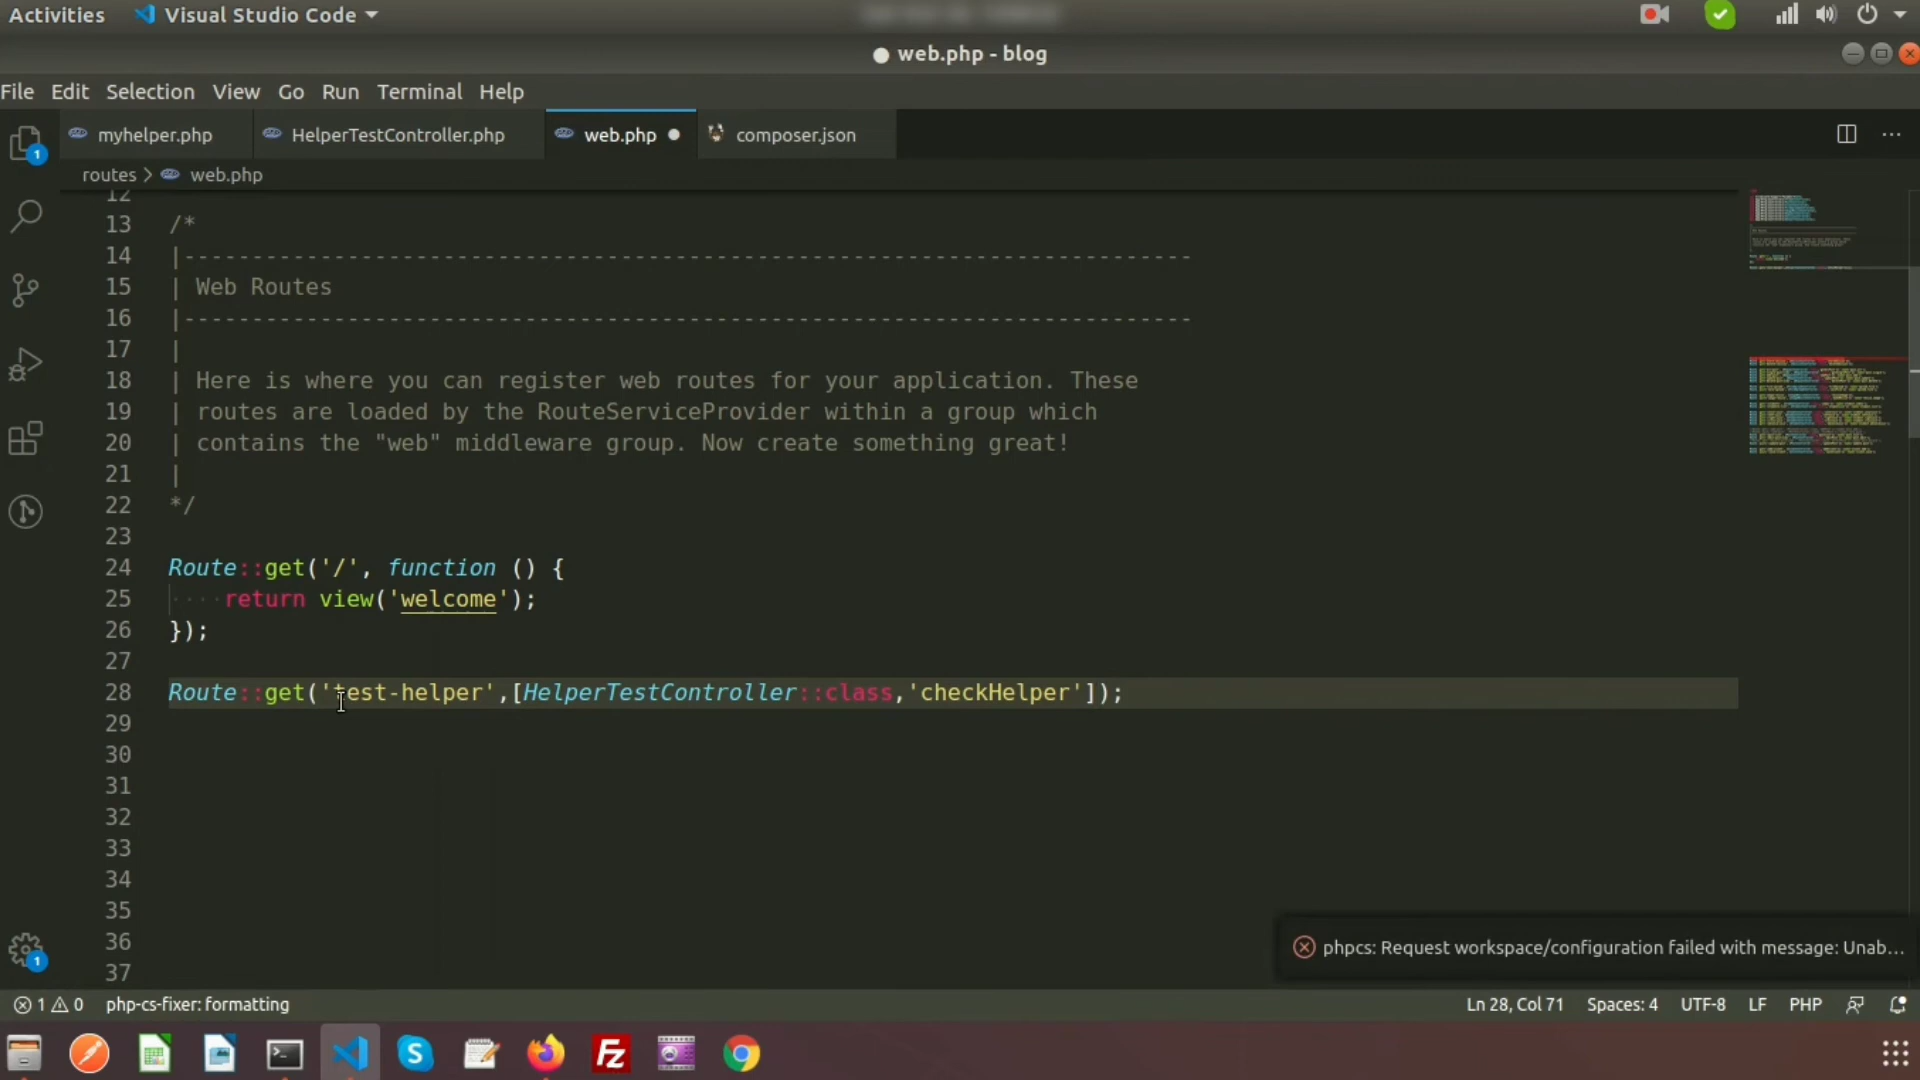 Activities Visual Studio Code
web.php - blog
File Edit Selection View Go Run Terminal Help
myhelper.php HelperTestController.php web.php composer.json
routes > web.php
12
13 /*
14 |--------------------------------------------------------------------------
15 | Web Routes
16 |--------------------------------------------------------------------------
17 |
18 | Here is where you can register web routes for your application. These
19 | routes are loaded by the RouteServiceProvider within a group which
20 | contains the "web" middleware group. Now create something great!
21 |
22 */
23
24 Route::get('/', function () {
25 return view('welcome');
26 });
27
28 Route::get('test-helper',[HelperTestController::class,'checkHelper']);
29
30
31
32
33
34
35
36
37
1
1
phpcs: Request workspace/configuration failed with message: Unab...
1 0 php-cs-fixer: formatting Ln 28, Col 71 Spaces: 4 UTF-8 LF PHP
S Fz